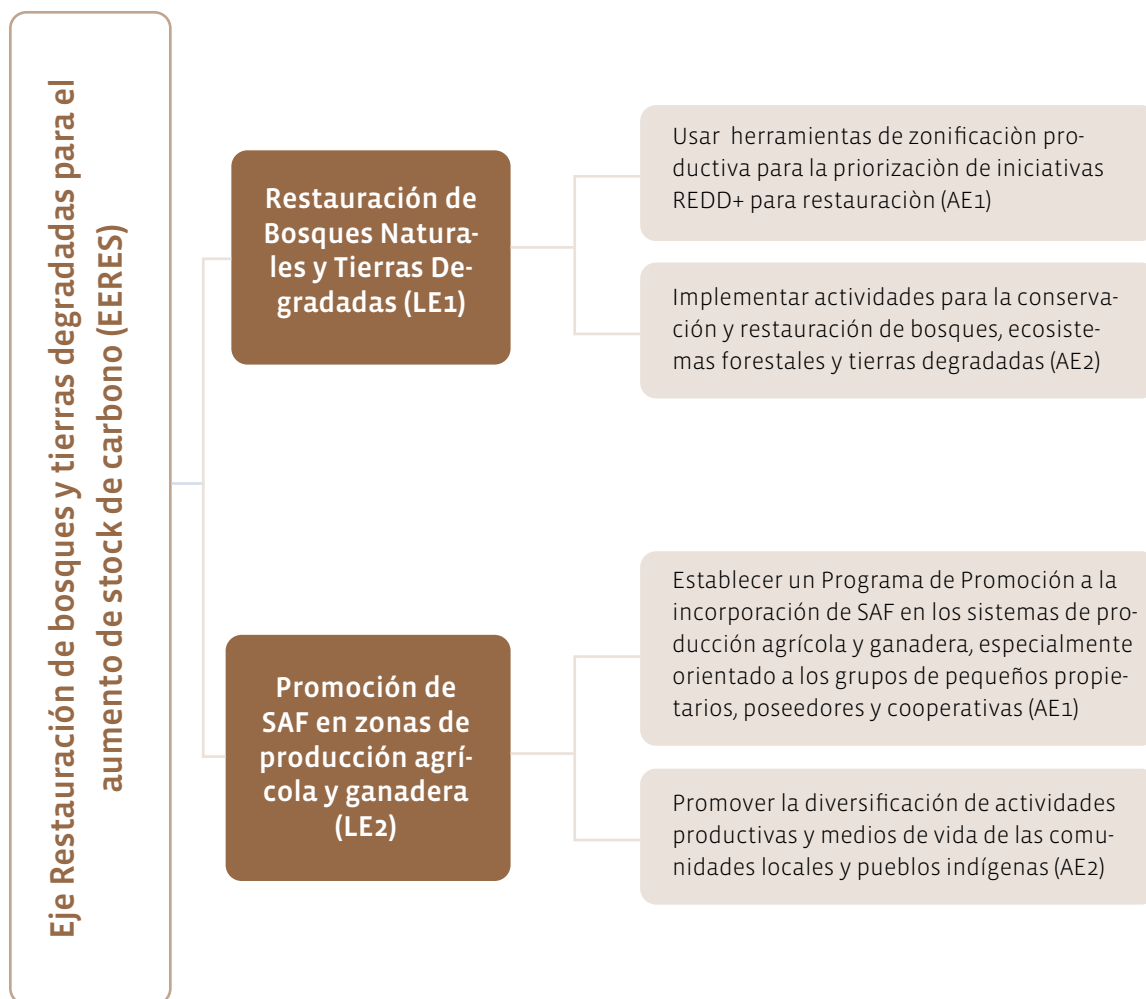 Eje Restauración de bosques y tierras degradadas para el
aumento de stock de carbono (EERES)
Restauración de
Bosques Natura-
les y Tierras De-
gradadas (LE1)
Usar herramientas de zonificaciòn pro-
ductiva para la priorizaciòn de iniciativas
REDD+ para restauraciòn (AE1)
Implementar actividades para la conserva-
ción y restauración de bosques, ecosiste-
mas forestales y tierras degradadas (AE2)
Promoción de
SAF en zonas de
producción agrí-
cola y ganadera
(LE2)
Establecer un Programa de Promoción a la
incorporación de SAF en los sistemas de pro-
ducción agrícola y ganadera, especialmente
orientado a los grupos de pequeños propie-
tarios, poseedores y cooperativas (AE1)
Promover la diversificación de actividades
productivas y medios de vida de las comu-
nidades locales y pueblos indígenas (AE2)